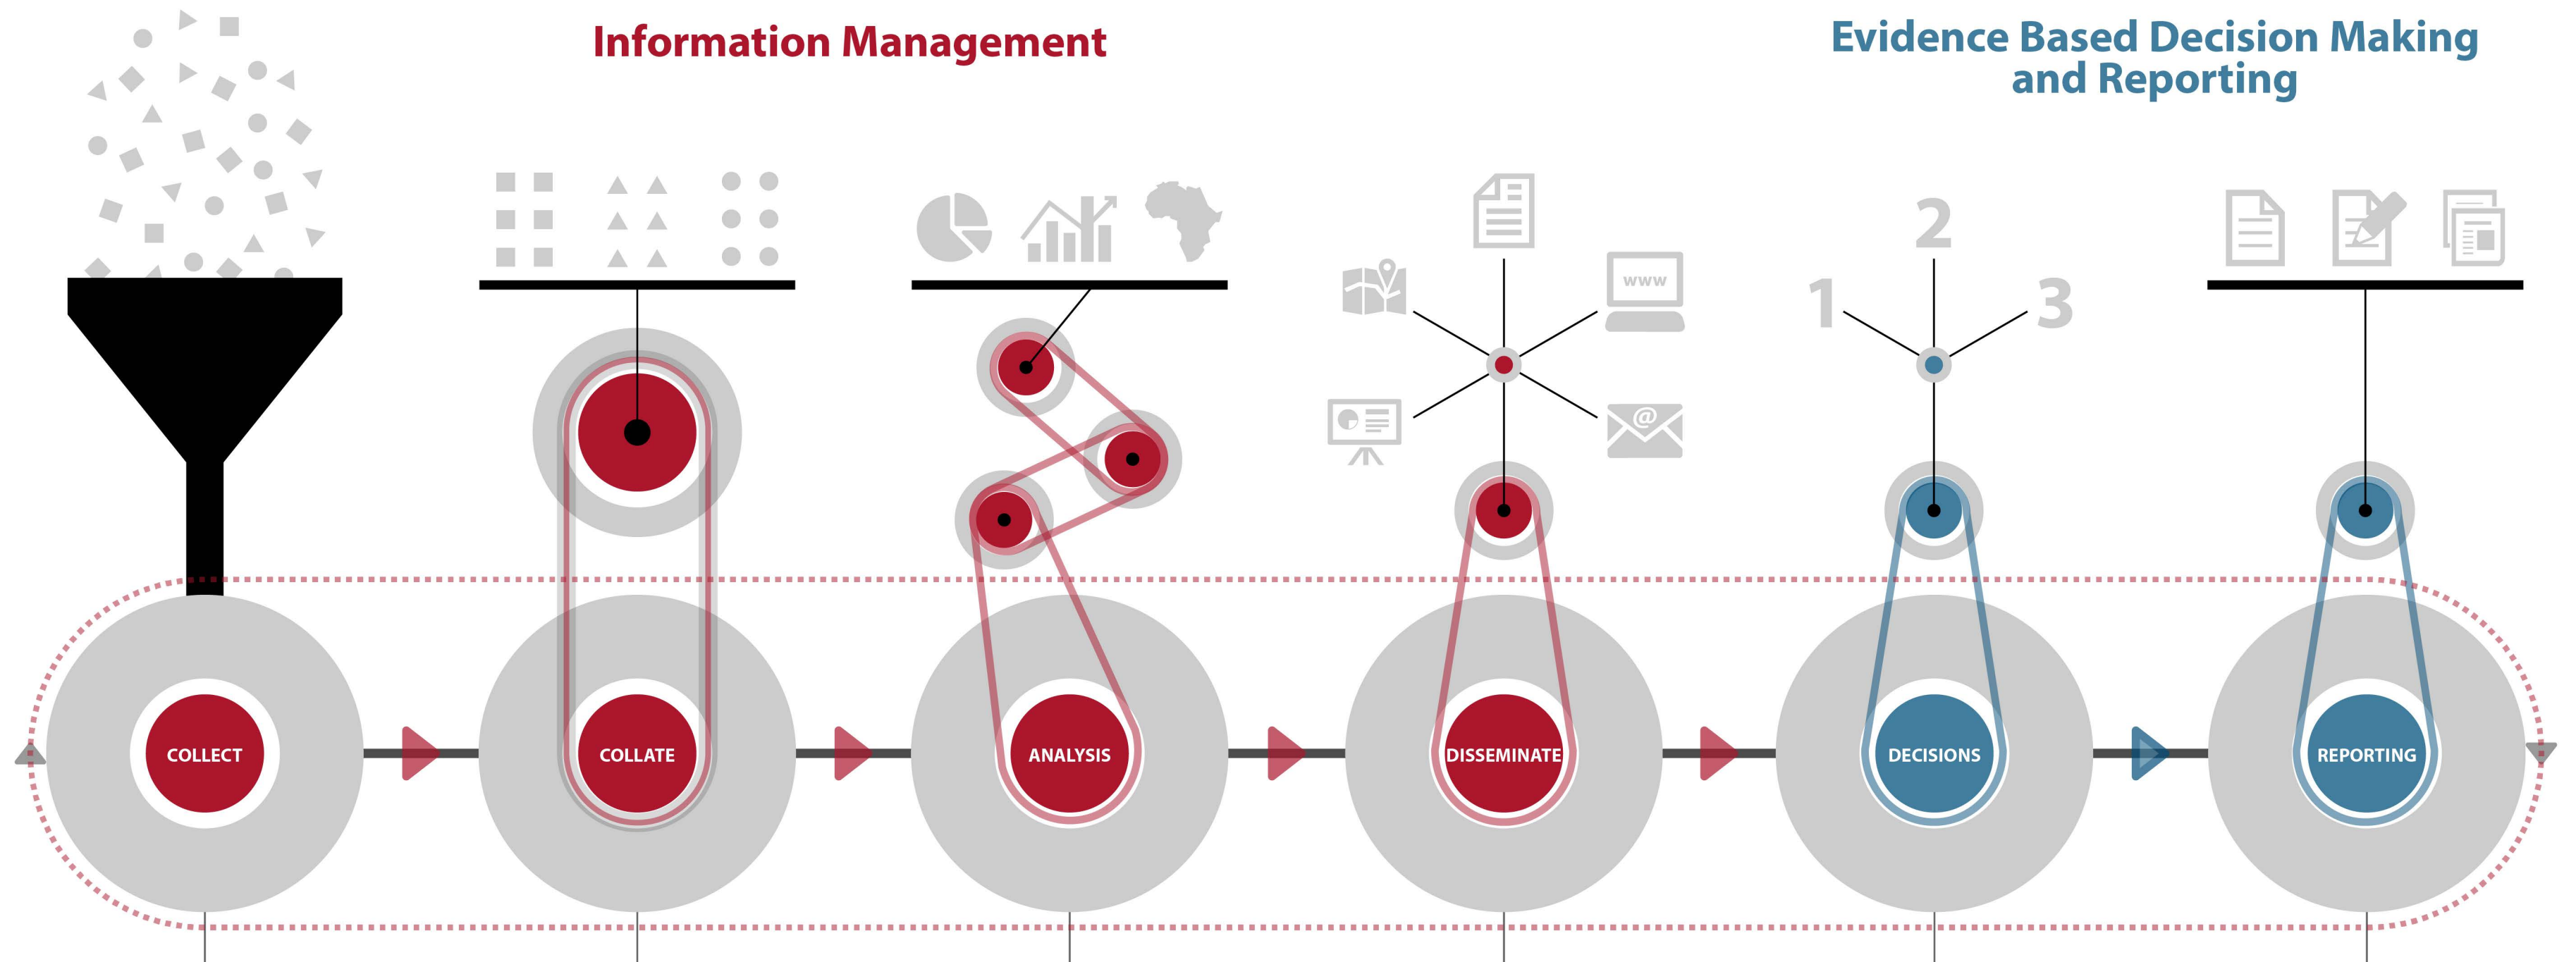 Information Management
Evidence Based Decision Making
and Reporting
www
@
1
2
3
COLLECT
COLLATE
ANALYSIS
DISSEMINATE
DECISIONS
REPORTING